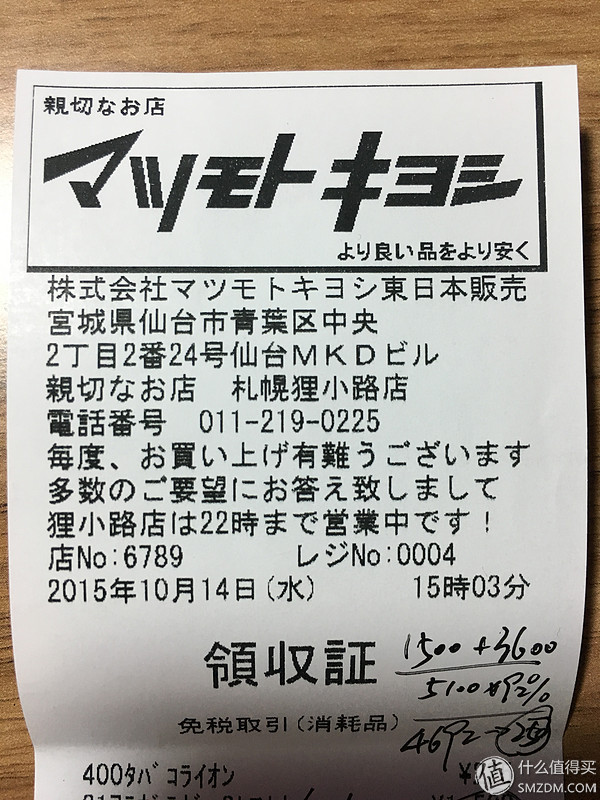 親切なお店
マツモトキヨシ
より良い品をより安く
株式会社マツモトキヨシ東日本販売
宮城県仙台市青葉区中央
2丁目2番24号仙台MKDビル
親切なお店 札幌狸小路店
電話番号 011-219-0225
毎度、お買い上げ有難うございます
多数のご要望にお答え致しまして
狸小路店は22時まで営業中です!
店No:6789 レジNo:0004
2015年10月14日(水) 15時03分
領収証
1500+3600
5100*92%
免税取引(消耗品)
4692
400ﾀﾊﾞｺﾗｲｵﾝ
值 什么值得买
SMZDM.COM